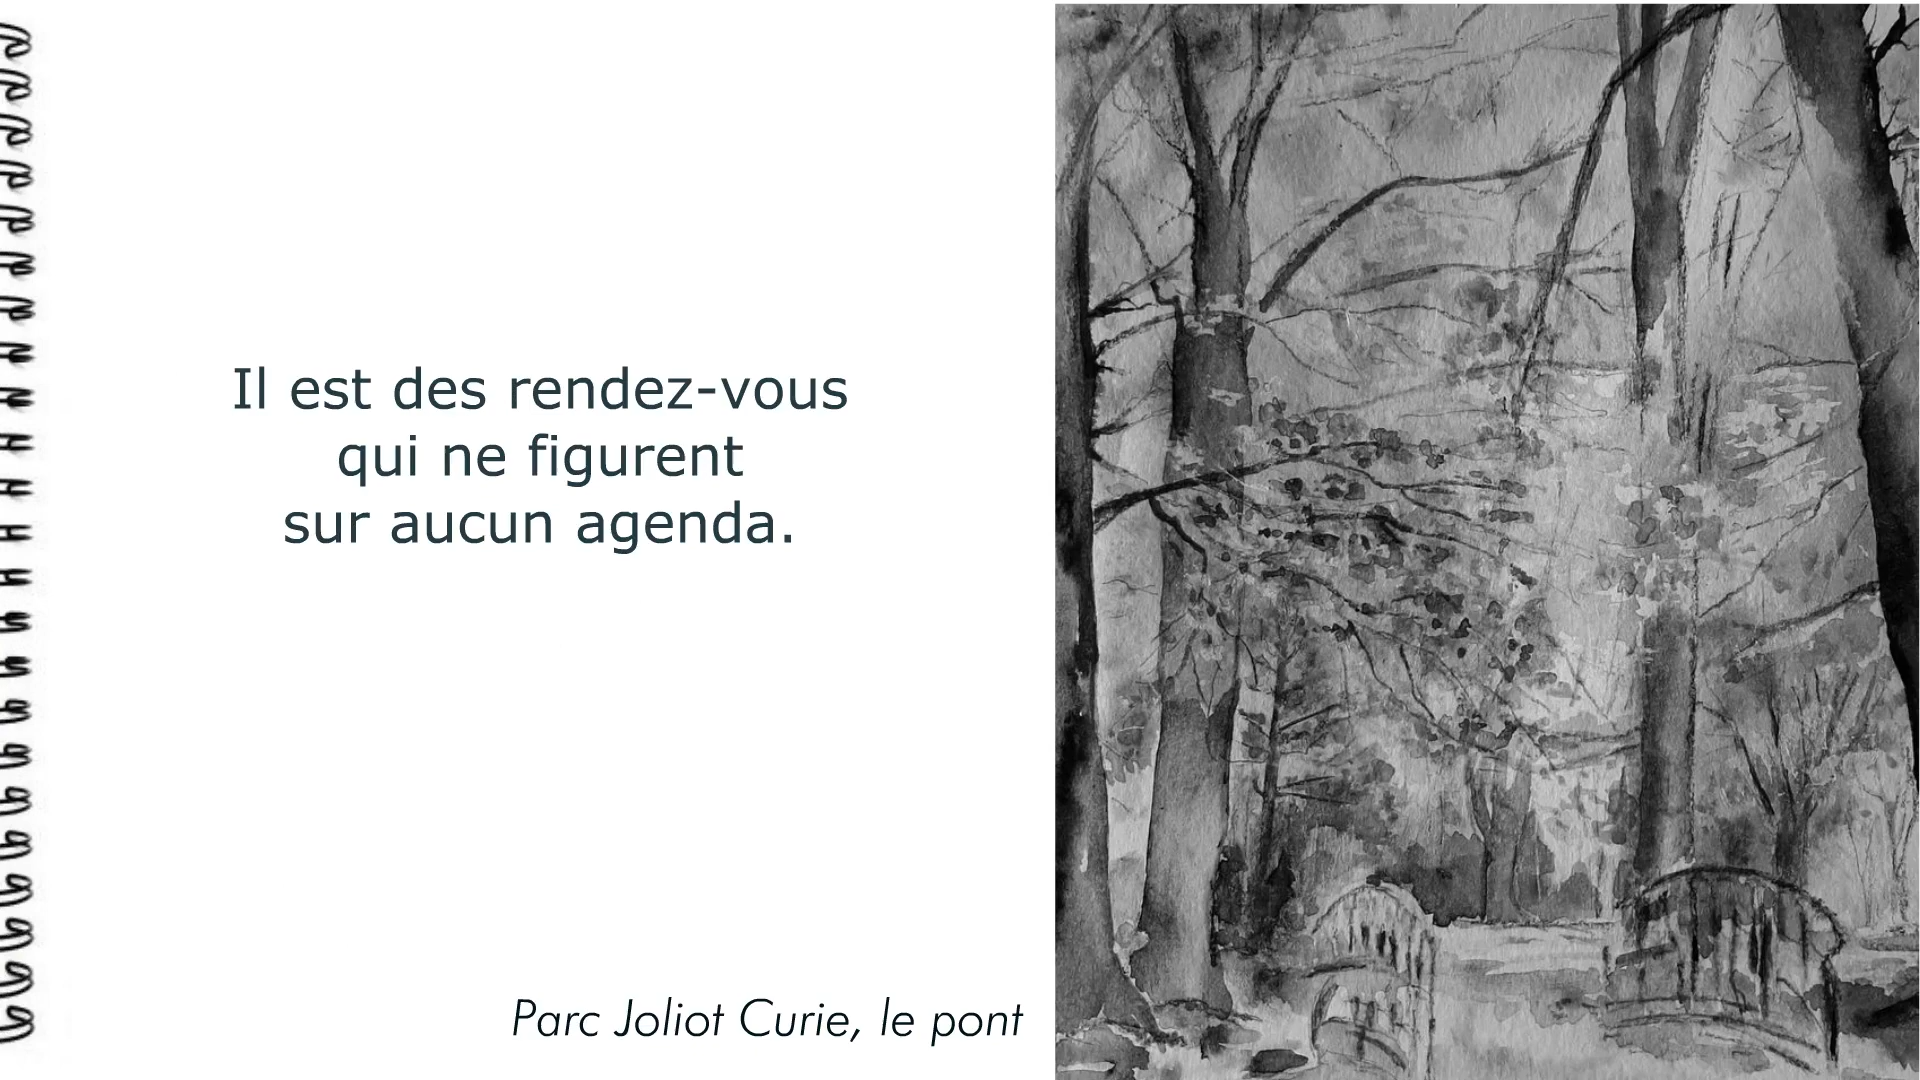 Il est des rendez-vous
qui ne figurent
sur aucun agenda.
Parc Joliot Curie, le pont